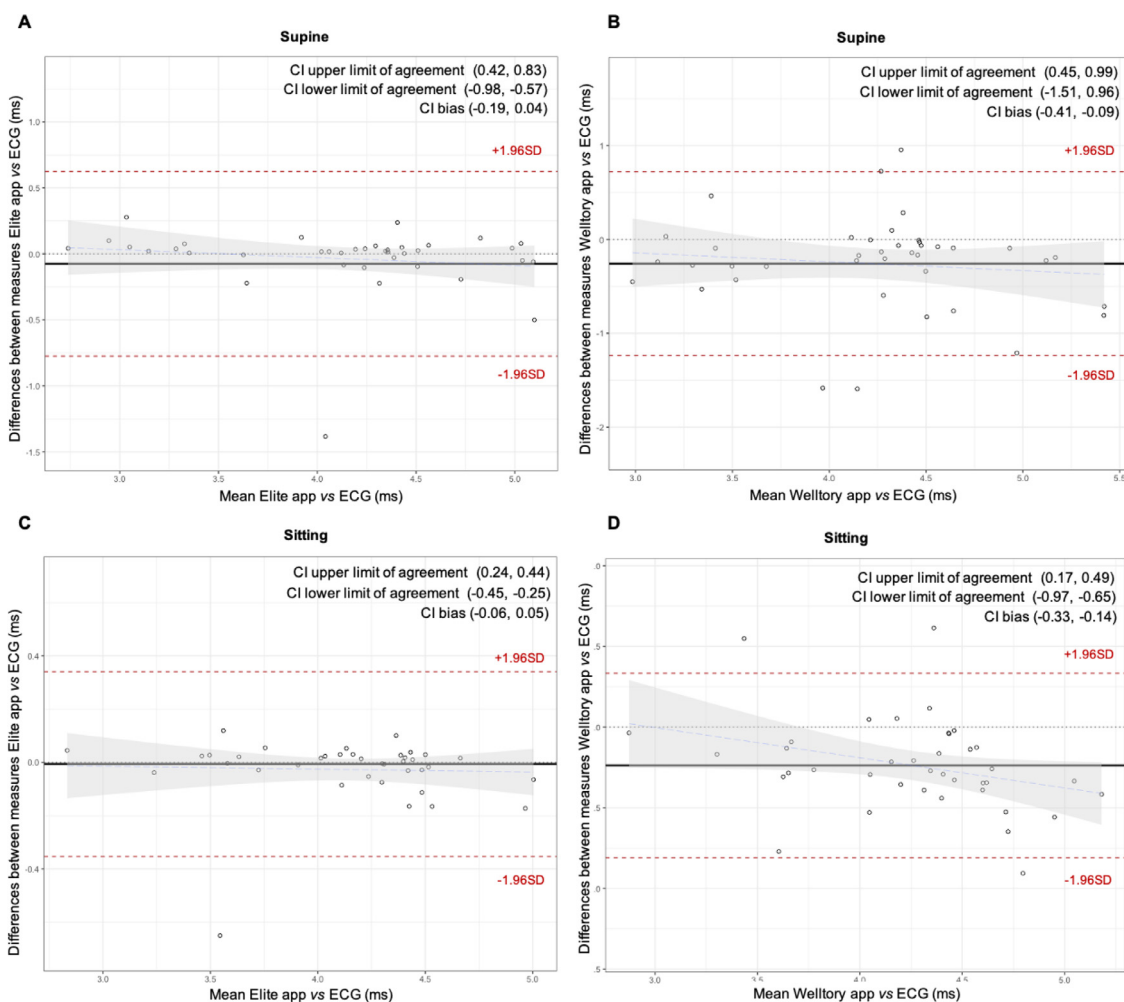 A
Supine
CI upper limit of agreement (0.42, 0.83)
CI lower limit of agreement (-0.98, -0.57)
CI bias (-0.19, 0.04)
+1.96SD
-1.96SD
Differences between measures Elite app vs ECG (ms)
1.0
0.5
0.0
-0.5
-1.0
-1.5
3.0
3.5
4.0
4.5
5.0
Mean Elite app vs ECG (ms)
B
Supine
CI upper limit of agreement (0.45, 0.99)
CI lower limit of agreement (-1.51, 0.96)
CI bias (-0.41, -0.09)
+1.96SD
-1.96SD
Differences between measures Welltory app vs ECG (ms)
1
0
-1
-2
3.0
3.5
4.0
4.5
5.0
5.5
Mean Welltory app vs ECG (ms)
C
Sitting
CI upper limit of agreement (0.24, 0.44)
CI lower limit of agreement (-0.45, -0.25)
CI bias (-0.06, 0.05)
+1.96SD
-1.96SD
Differences between measures Elite app vs ECG (ms)
0.4
0.0
-0.4
3.0
3.5
4.0
4.5
5.0
Mean Elite app vs ECG (ms)
D
Sitting
CI upper limit of agreement (0.17, 0.49)
CI lower limit of agreement (-0.97, -0.65)
CI bias (-0.33, -0.14)
+1.96SD
-1.96SD
Differences between measures Welltory app vs ECG (ms)
.0
.5
.0
.5
.0
.5
3.0
3.5
4.0
4.5
5.0
Mean Welltory app vs ECG (ms)